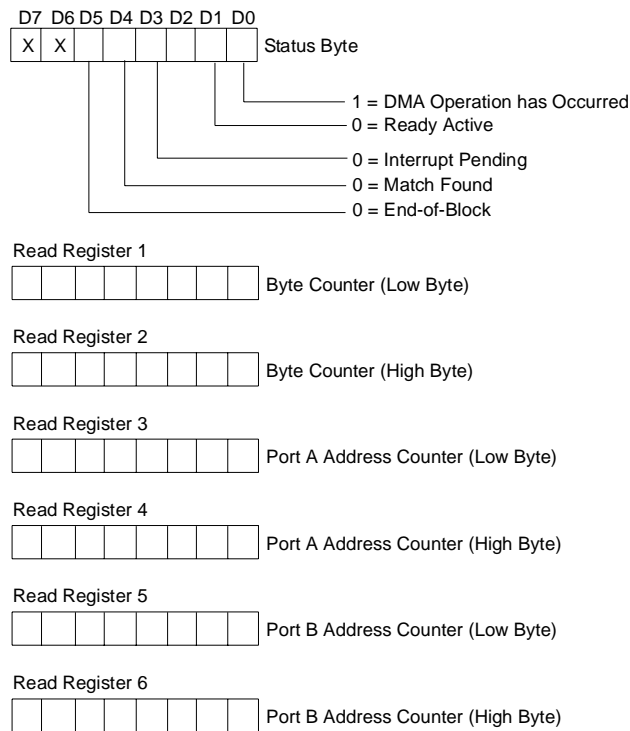 D7 D6 D5 D4 D3 D2 D1 D0
X X Status Byte
1 = DMA Operation has Occurred
0 = Ready Active
0 = Interrupt Pending
0 = Match Found
0 = End-of-Block
Read Register 1
Byte Counter (Low Byte)
Read Register 2
Byte Counter (High Byte)
Read Register 3
Port A Address Counter (Low Byte)
Read Register 4
Port A Address Counter (High Byte)
Read Register 5
Port B Address Counter (Low Byte)
Read Register 6
Port B Address Counter (High Byte)